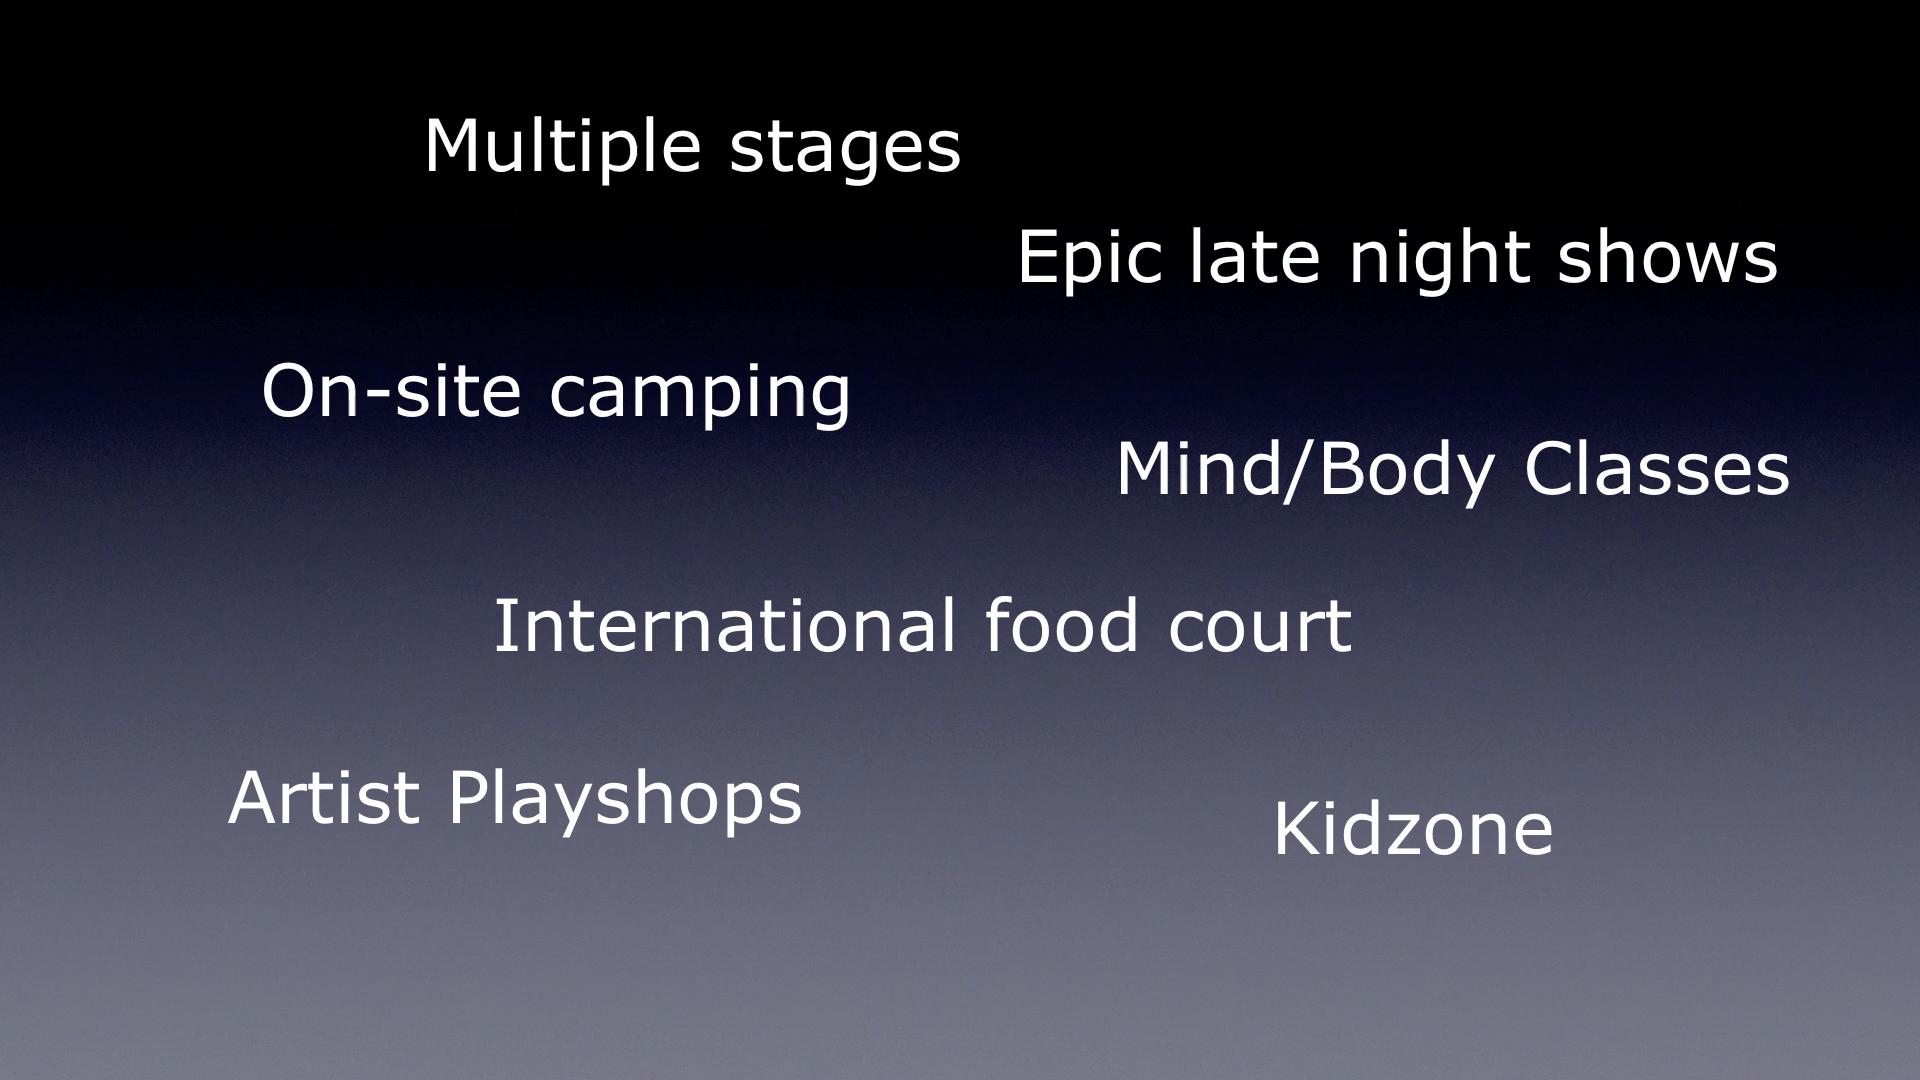 Multiple stages
Epic late night shows
On-site camping
Mind/Body Classes
International food court
Artist Playshops
Kidzone